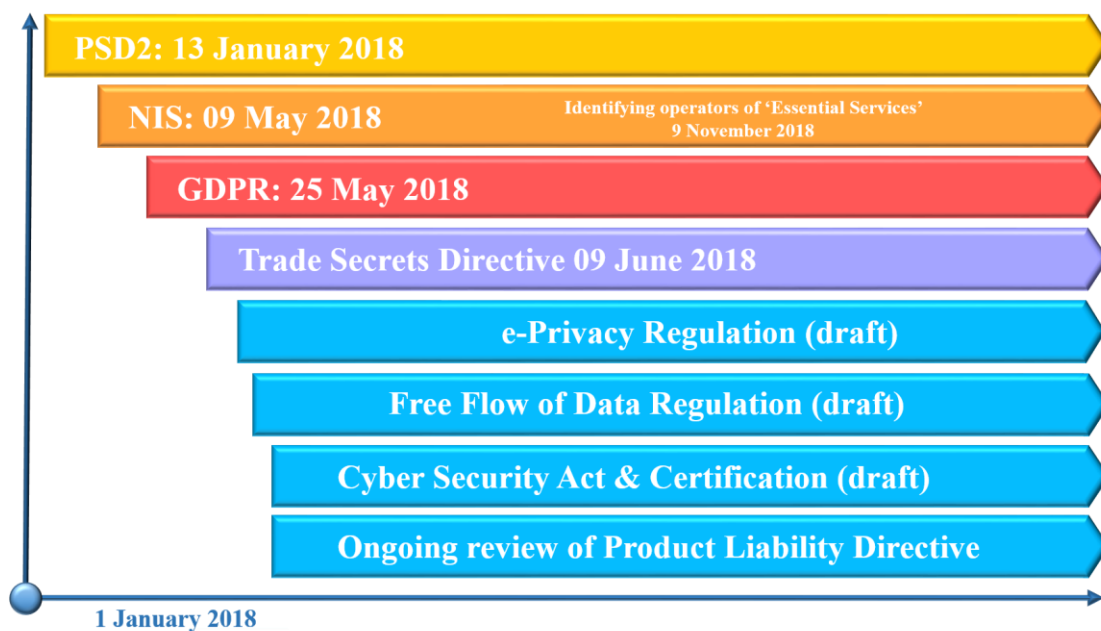 PSD2: 13 January 2018
NIS: 09 May 2018
Identifying operators of ‘Essential Services’
9 November 2018
GDPR: 25 May 2018
Trade Secrets Directive 09 June 2018
e-Privacy Regulation (draft)
Free Flow of Data Regulation (draft)
Cyber Security Act & Certification (draft)
Ongoing review of Product Liability Directive
1 January 2018